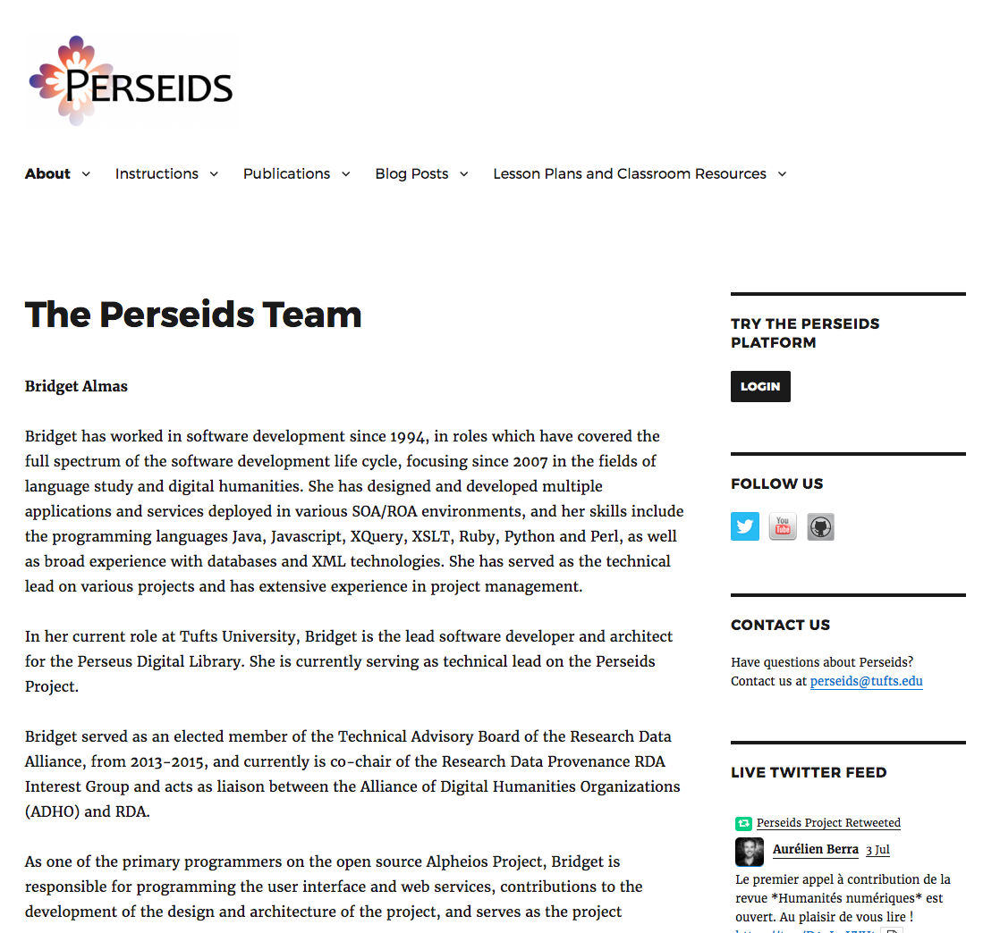 PERSEIDS
About Instructions Publications Blog Posts Lesson Plans and Classroom Resources
The Perseids Team
Bridget Almas
Bridget has worked in software development since 1994, in roles which have covered the
full spectrum of the software development life cycle, focusing since 2007 in the fields of
language study and digital humanities. She has designed and developed multiple
applications and services deployed in various SOA/ROA environments, and her skills include
the programming languages Java, Javascript, XQuery, XSLT, Ruby, Python and Perl, as well
as broad experience with databases and XML technologies. She has served as the technical
lead on various projects and has extensive experience in project management.
In her current role at Tufts University, Bridget is the lead software developer and architect
for the Perseus Digital Library. She is currently serving as technical lead on the Perseids
Project.
Bridget served as an elected member of the Technical Advisory Board of the Research Data
Alliance, from 2013-2015, and currently is co-chair of the Research Data Provenance RDA
Interest Group and acts as liaison between the Alliance of Digital Humanities Organizations
(ADHO) and RDA.
As one of the primary programmers on the open source Alpheios Project, Bridget is
responsible for programming the user interface and web services, contributions to the
development of the design and architecture of the project, and serves as the project
TRY THE PERSEIDS
PLATFORM
LOGIN
FOLLOW US
You
Tube
CONTACT US
Have questions about Perseids?
Contact us at perseids@tufts.edu
LIVE TWITTER FEED
Perseids Project Retweeted
Aurélien Berra 3 Jul
Le premier appel à contribution de la
revue *Humanités numériques* est
ouvert. Au plaisir de vous lire !